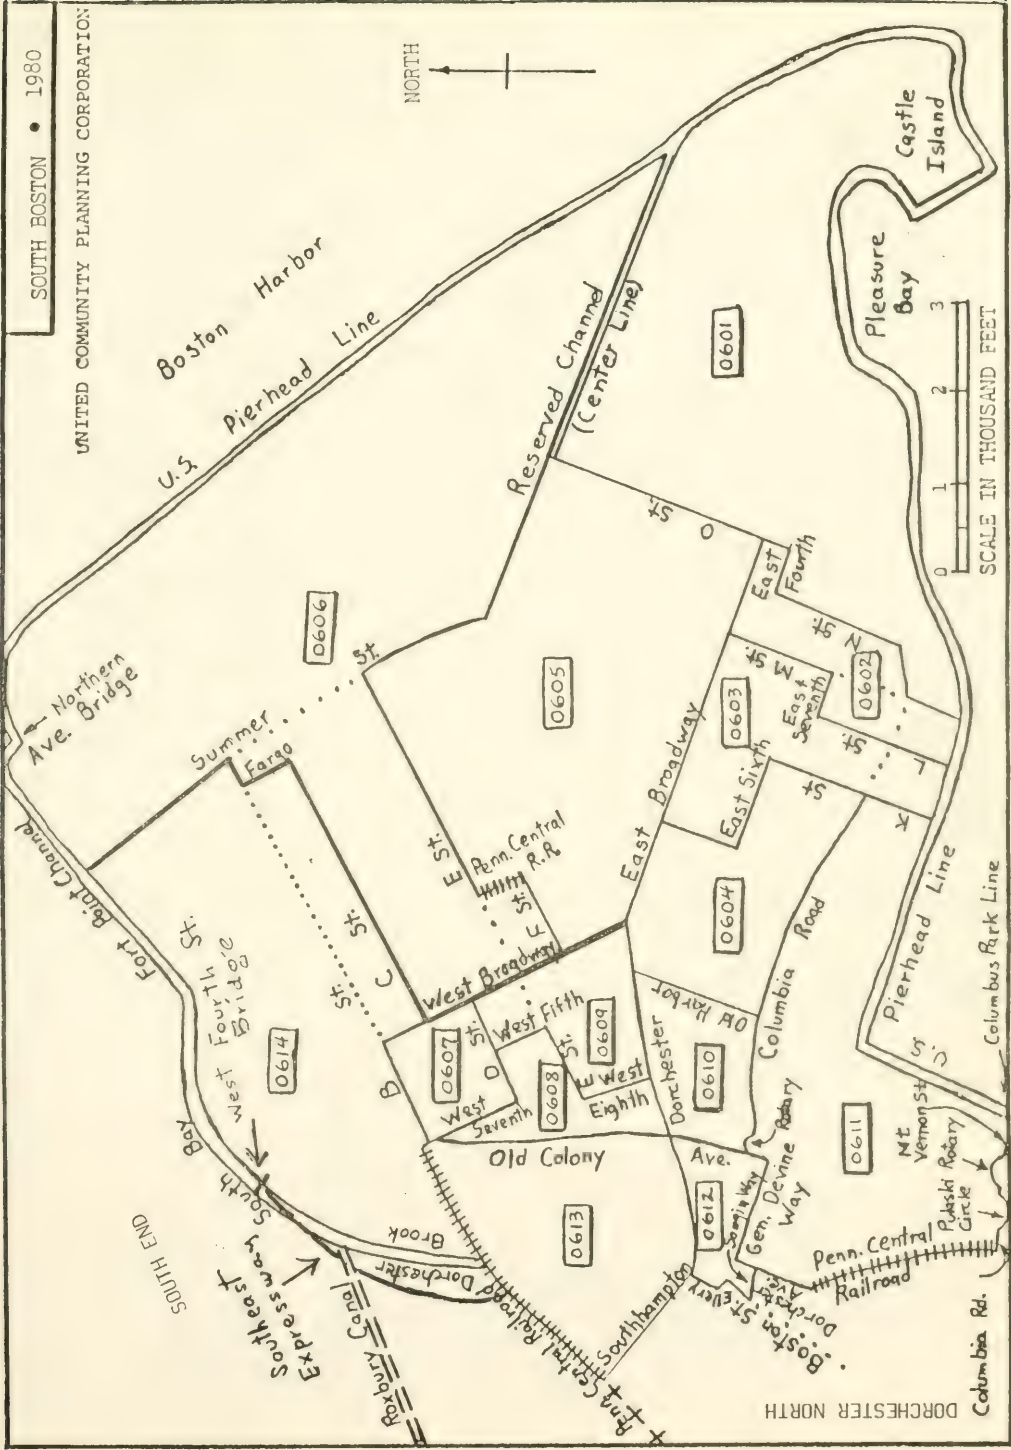 SOUTH BOSTON • 1980
UNITED COMMUNITY PLANNING CORPORATION
NORTH
Boston Harbor
U.S. Pierhead Line
Northern
Ave. Bridge
Fort Point Channel
Summer
St.
Fargo
0606
Reserved Channel
(Center Line)
0601
Castle
Island
Pleasure
Bay
0 1 2 3
SCALE IN THOUSAND FEET
O St.
0605
E St.
Penn. Central
R.R.
F St.
East Broadway
East
Fourth
N St.
M St.
0602
0603
East
Seventh
East Sixth
L St.
K St
0604
Columbia Road
Pierhead Line
Columbus Park Line
West Fourth St.
Bridge
0614
B St.
C St.
West Broadway
0607
D St.
West Fifth
0608
0609
E St.
West
Seventh
West
Eighth
Dorchester
Old Harbor
0610
Old Colony Ave.
0613
0612
0611
Gen. Devine
Way
Rotary
Mt
Vernon St
Pulaski Rotary
Circle
Penn. Central
Railroad
Columbia Rd.
Dorchester
Ave.
Boston St.
Southhampton
Penn Central Railroad
Dorchester
Brook
South Bay
SOUTH END
Southeast
Expressway
Roxbury Canal
DORCHESTER NORTH